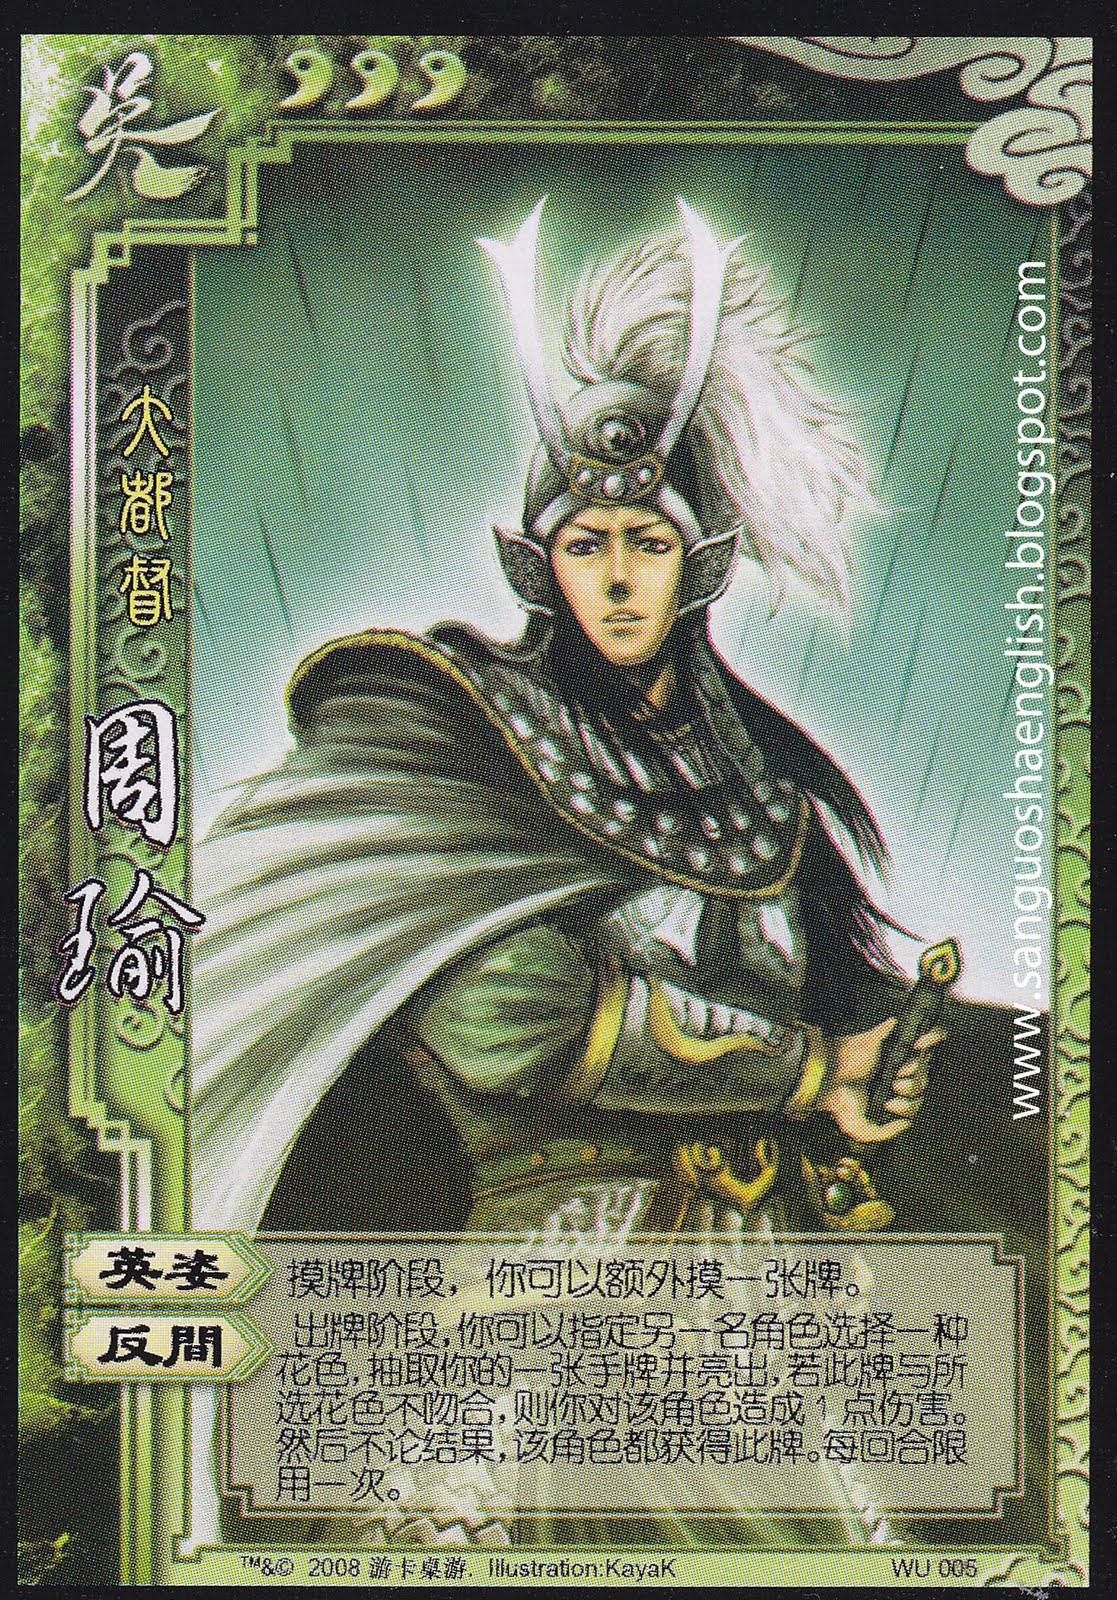 吴
大都督
周瑜
www.sanguoshaenglish.blogspot.com
英姿
摸牌阶段，你可以额外摸一张牌。
反間
出牌阶段，你可以指定另一名角色选择一种
花色，抽取你的一张手牌并亮出，若此牌与所
选花色不吻合，则你对该角色造成1点伤害。
然后不论结果，该角色都获得此牌。每回合限
用一次。
™&© 2008 游卡桌游. Illustration:KayaK
WU 005